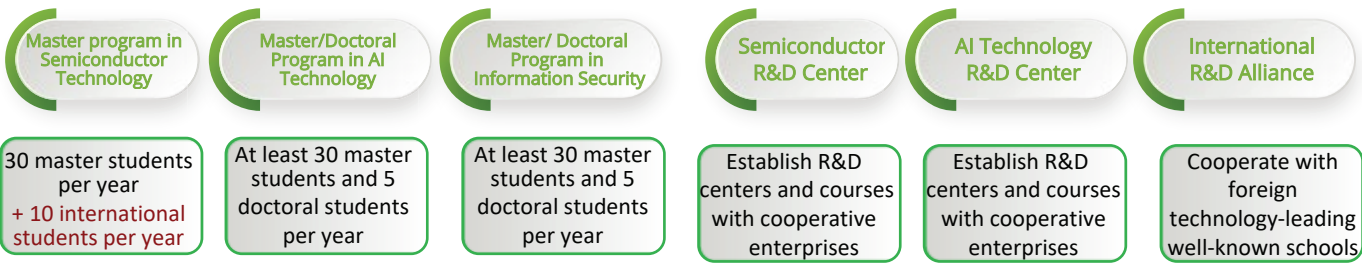 Master program in
Semiconductor
Technology
Master/Doctoral
Program in AI
Technology
Master/ Doctoral
Program in
Information Security
Semiconductor
R&D Center
AI Technology
R&D Center
International
R&D Alliance
30 master students
per year
+ 10 international
students per year
At least 30 master
students and 5
doctoral students
per year
At least 30 master
students and 5
doctoral students
per year
Establish R&D
centers and courses
with cooperative
enterprises
Establish R&D
centers and courses
with cooperative
enterprises
Cooperate with
foreign
technology-leading
well-known schools